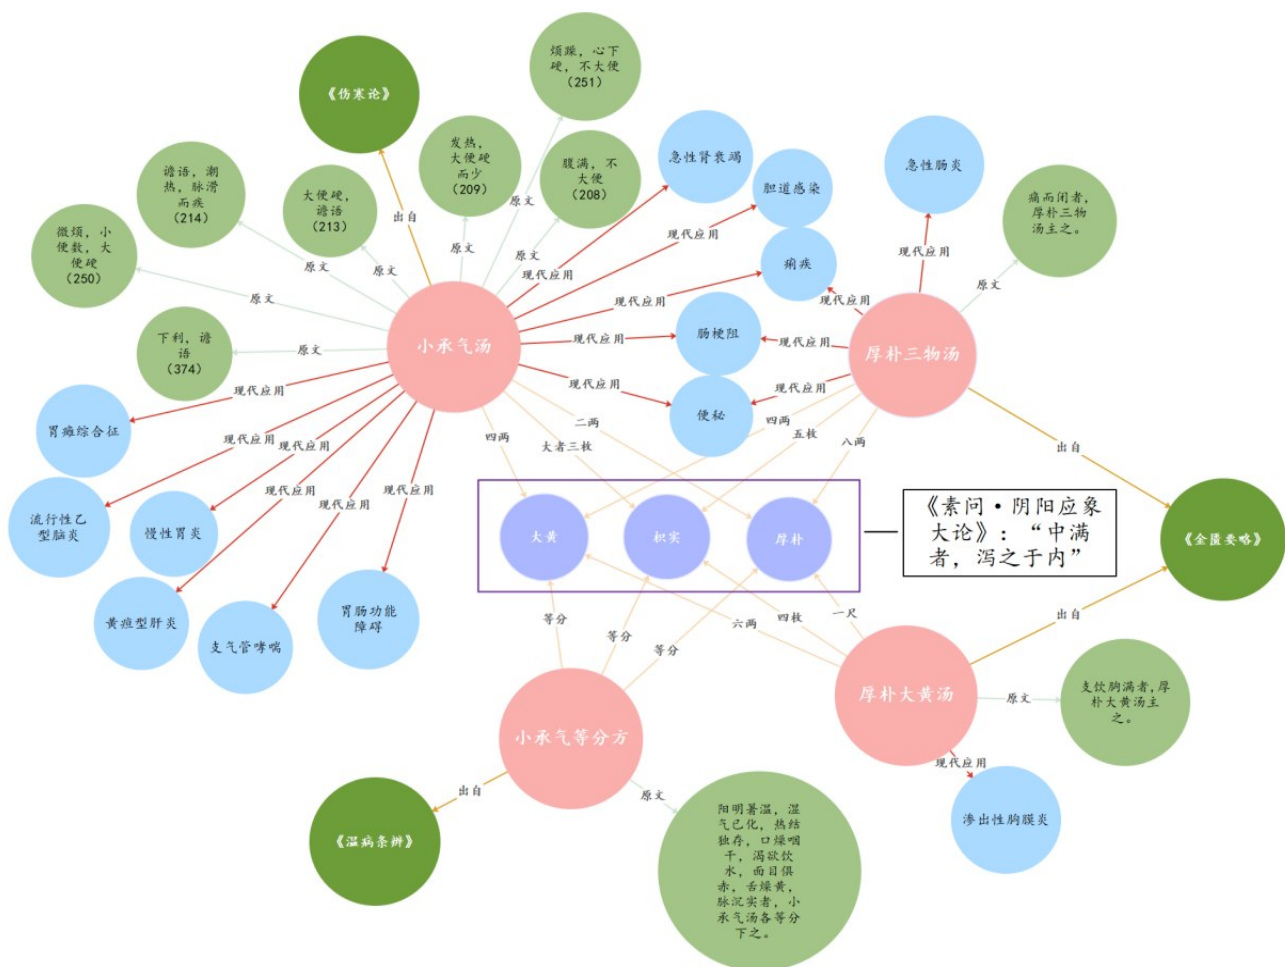 烦躁，心下
硬，不大便
（251）
《伤寒论》
发热，
大便硬
而少
（209）
腹满，不
大便
（208）
急性肾衰竭
胆道感染
急性肠炎
谵语，潮
热，脉滑
而疾
（214）
大便硬，
谵语
（213）
痛而闭者，
厚朴三物
汤主之。
微烦，小
便数，大
便硬
（250）
痢疾
出自
原文
原文
原文
原文
原文
原文
原文
原文
现代应用
现代应用
现代应用
现代应用
现代应用
现代应用
现代应用
现代应用
现代应用
小承气汤
肠梗阻
厚朴三物汤
下利，谵
语
（374）
便秘
现代应用
现代应用
现代应用
现代应用
现代应用
现代应用
胃瘫综合征
四两
二两
大者三枚
四两
五枚
八两
出自
流行性乙
型脑炎
慢性胃炎
大黄
枳实
厚朴
《素问·阴阳应象
大论》：“中满
者，泻之于内”
《金匮要略》
黄疸型肝炎
支气管哮喘
胃肠功能
障碍
等分
等分
等分
六两
四枚
一尺
出自
小承气等分方
厚朴大黄汤
原文
支饮胸满者，厚
朴大黄汤主
之。
现代应用
渗出性胸膜炎
出自
原文
《温病条辨》
阳明暑温，湿
气已化，热结
独存，口燥咽
干，渴欲饮
水，面目俱
赤，舌燥黄，
脉沉实者，小
承气汤各等分
下之。